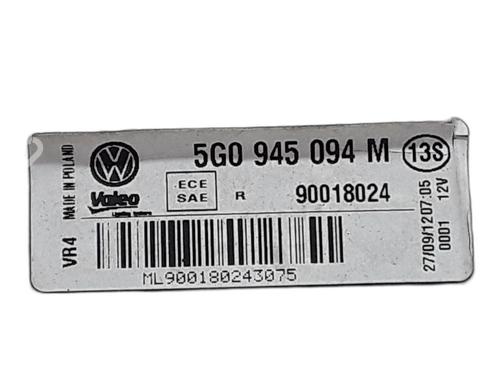 5G0 945 094 M 13S
VW
Valeo
ECE
SAE
R
90018024
ML900180243075
VR4
MADE IN POLAND
27/09/12 07:05
0001 12V